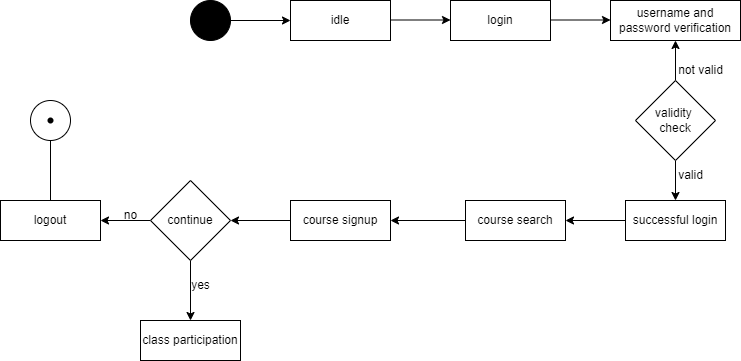 idle
login
username and
password verification
not valid
validity
check
valid
successful login
course search
course signup
continue
no
logout
yes
class participation